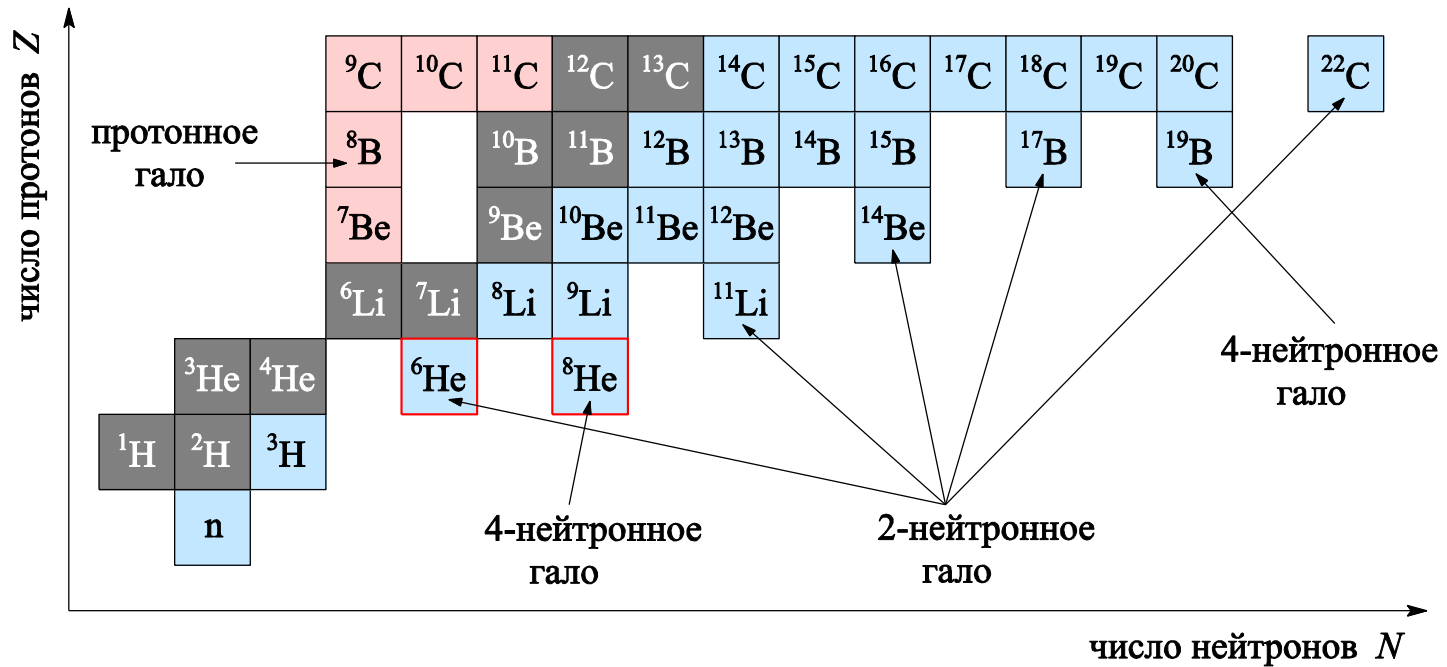 число протонов Z
⁹C ¹⁰C ¹¹C ¹²C ¹³C ¹⁴C ¹⁵C ¹⁶C ¹⁷C ¹⁸C ¹⁹C ²⁰C ²²C
протонное
гало
⁸B ¹⁰B ¹¹B ¹²B ¹³B ¹⁴B ¹⁵B ¹⁷B ¹⁹B
⁷Be ⁹Be ¹⁰Be ¹¹Be ¹²Be ¹⁴Be
⁶Li ⁷Li ⁸Li ⁹Li ¹¹Li
4-нейтронное
гало
³He ⁴He ⁶He ⁸He
¹H ²H ³H
n
4-нейтронное
гало
2-нейтронное
гало
число нейтронов N